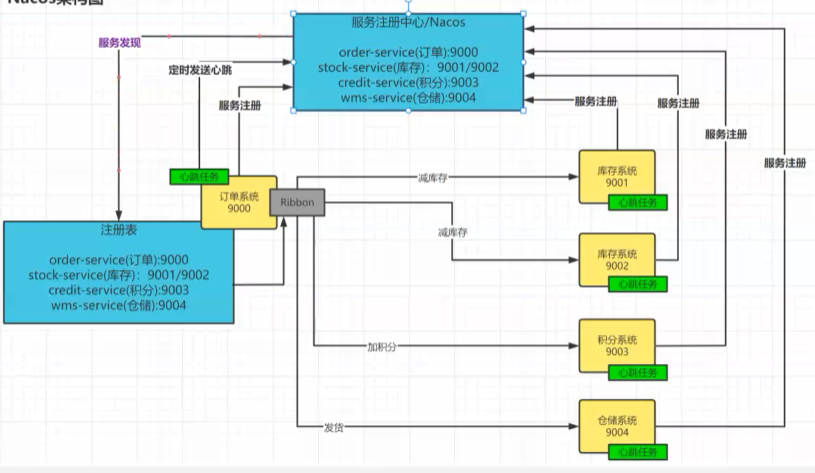 Nacos架构图
服务注册中心/Nacos
order-service(订单):9000
stock-service(库存): 9001/9002
credit-service(积分):9003
wms-service(仓储):9004
服务发现
定时发送心跳
服务注册
服务注册
服务注册
服务注册
服务注册
心跳任务
订单系统
9000
Ribbon
减库存
减库存
加积分
发货
库存系统
9001
心跳任务
库存系统
9002
心跳任务
积分系统
9003
心跳任务
仓储系统
9004
心跳任务
注册表
order-service(订单):9000
stock-service(库存): 9001/9002
credit-service(积分):9003
wms-service(仓储):9004